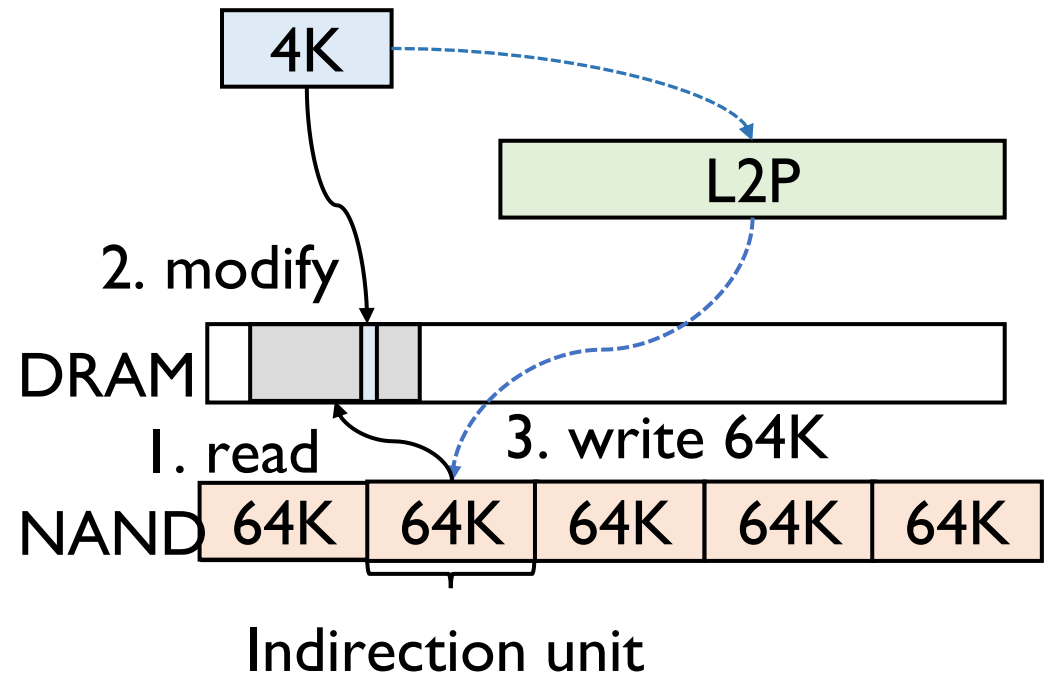 4K
L2P
2. modify
DRAM
1. read
3. write 64K
NAND
64K 64K 64K 64K 64K
Indirection unit